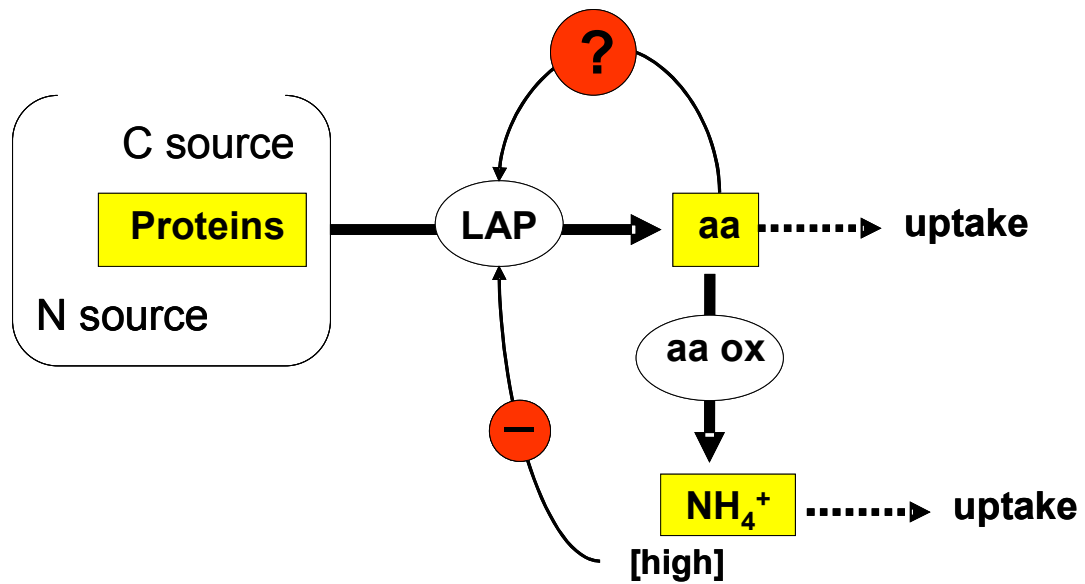 ?
C source
Proteins
LAP
aa
uptake
N source
aa ox
–
NH₄⁺
uptake
[high]